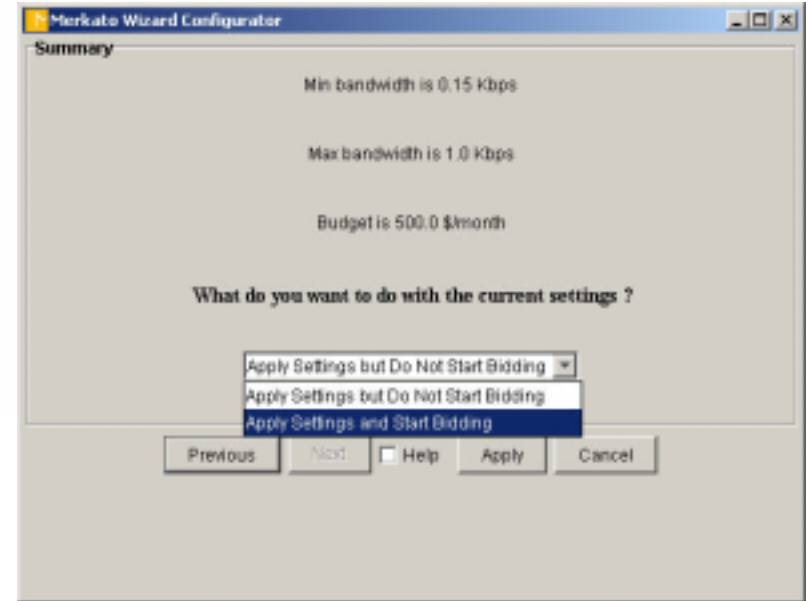 Merkato Wizard Configurator
Summary
Min bandwidth is 0.15 Kbps
Max bandwidth is 1.0 Kbps
Budget is 500.0 $/month
What do you want to do with the current settings ?
Apply Settings but Do Not Start Bidding
Apply Settings but Do Not Start Bidding
Apply Settings and Start Bidding
Previous Next Help Apply Cancel